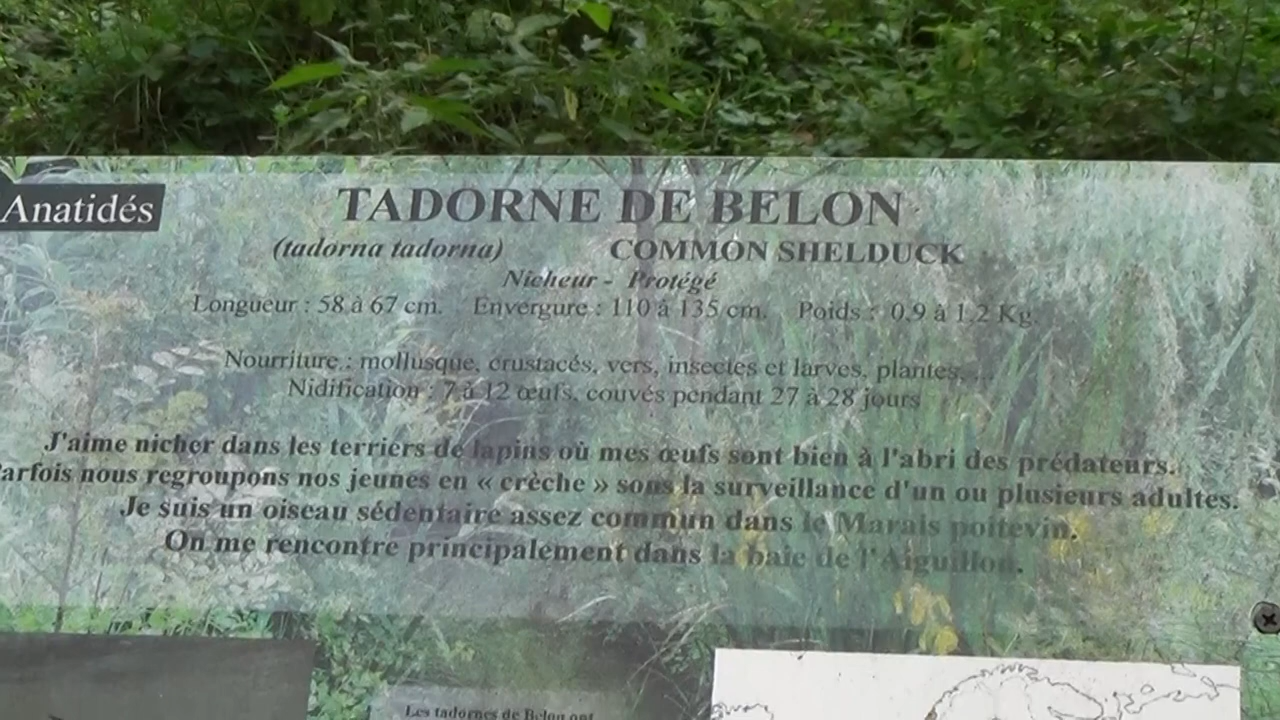 Anatidés
TADORNE DE BELON
(tadorna tadorna) COMMON SHELDUCK
Nicheur - Protégé
Longueur : 58 à 67 cm. Envergure : 110 à 135 cm. Poids : 0,9 à 1,2 Kg.
Nourriture : mollusque, crustacés, vers, insectes et larves, plantes, ...
Nidification : 7 à 12 œufs, couvés pendant 27 à 28 jours
J'aime nicher dans les terriers de lapins où mes œufs sont bien à l'abri des prédateurs.
arfois nous regroupons nos jeunes en « crèche » sous la surveillance d'un ou plusieurs adultes.
Je suis un oiseau sédentaire assez commun dans le Marais poitevin.
On me rencontre principalement dans la baie de l'Aiguillon.
Les tadornes de Belon ont